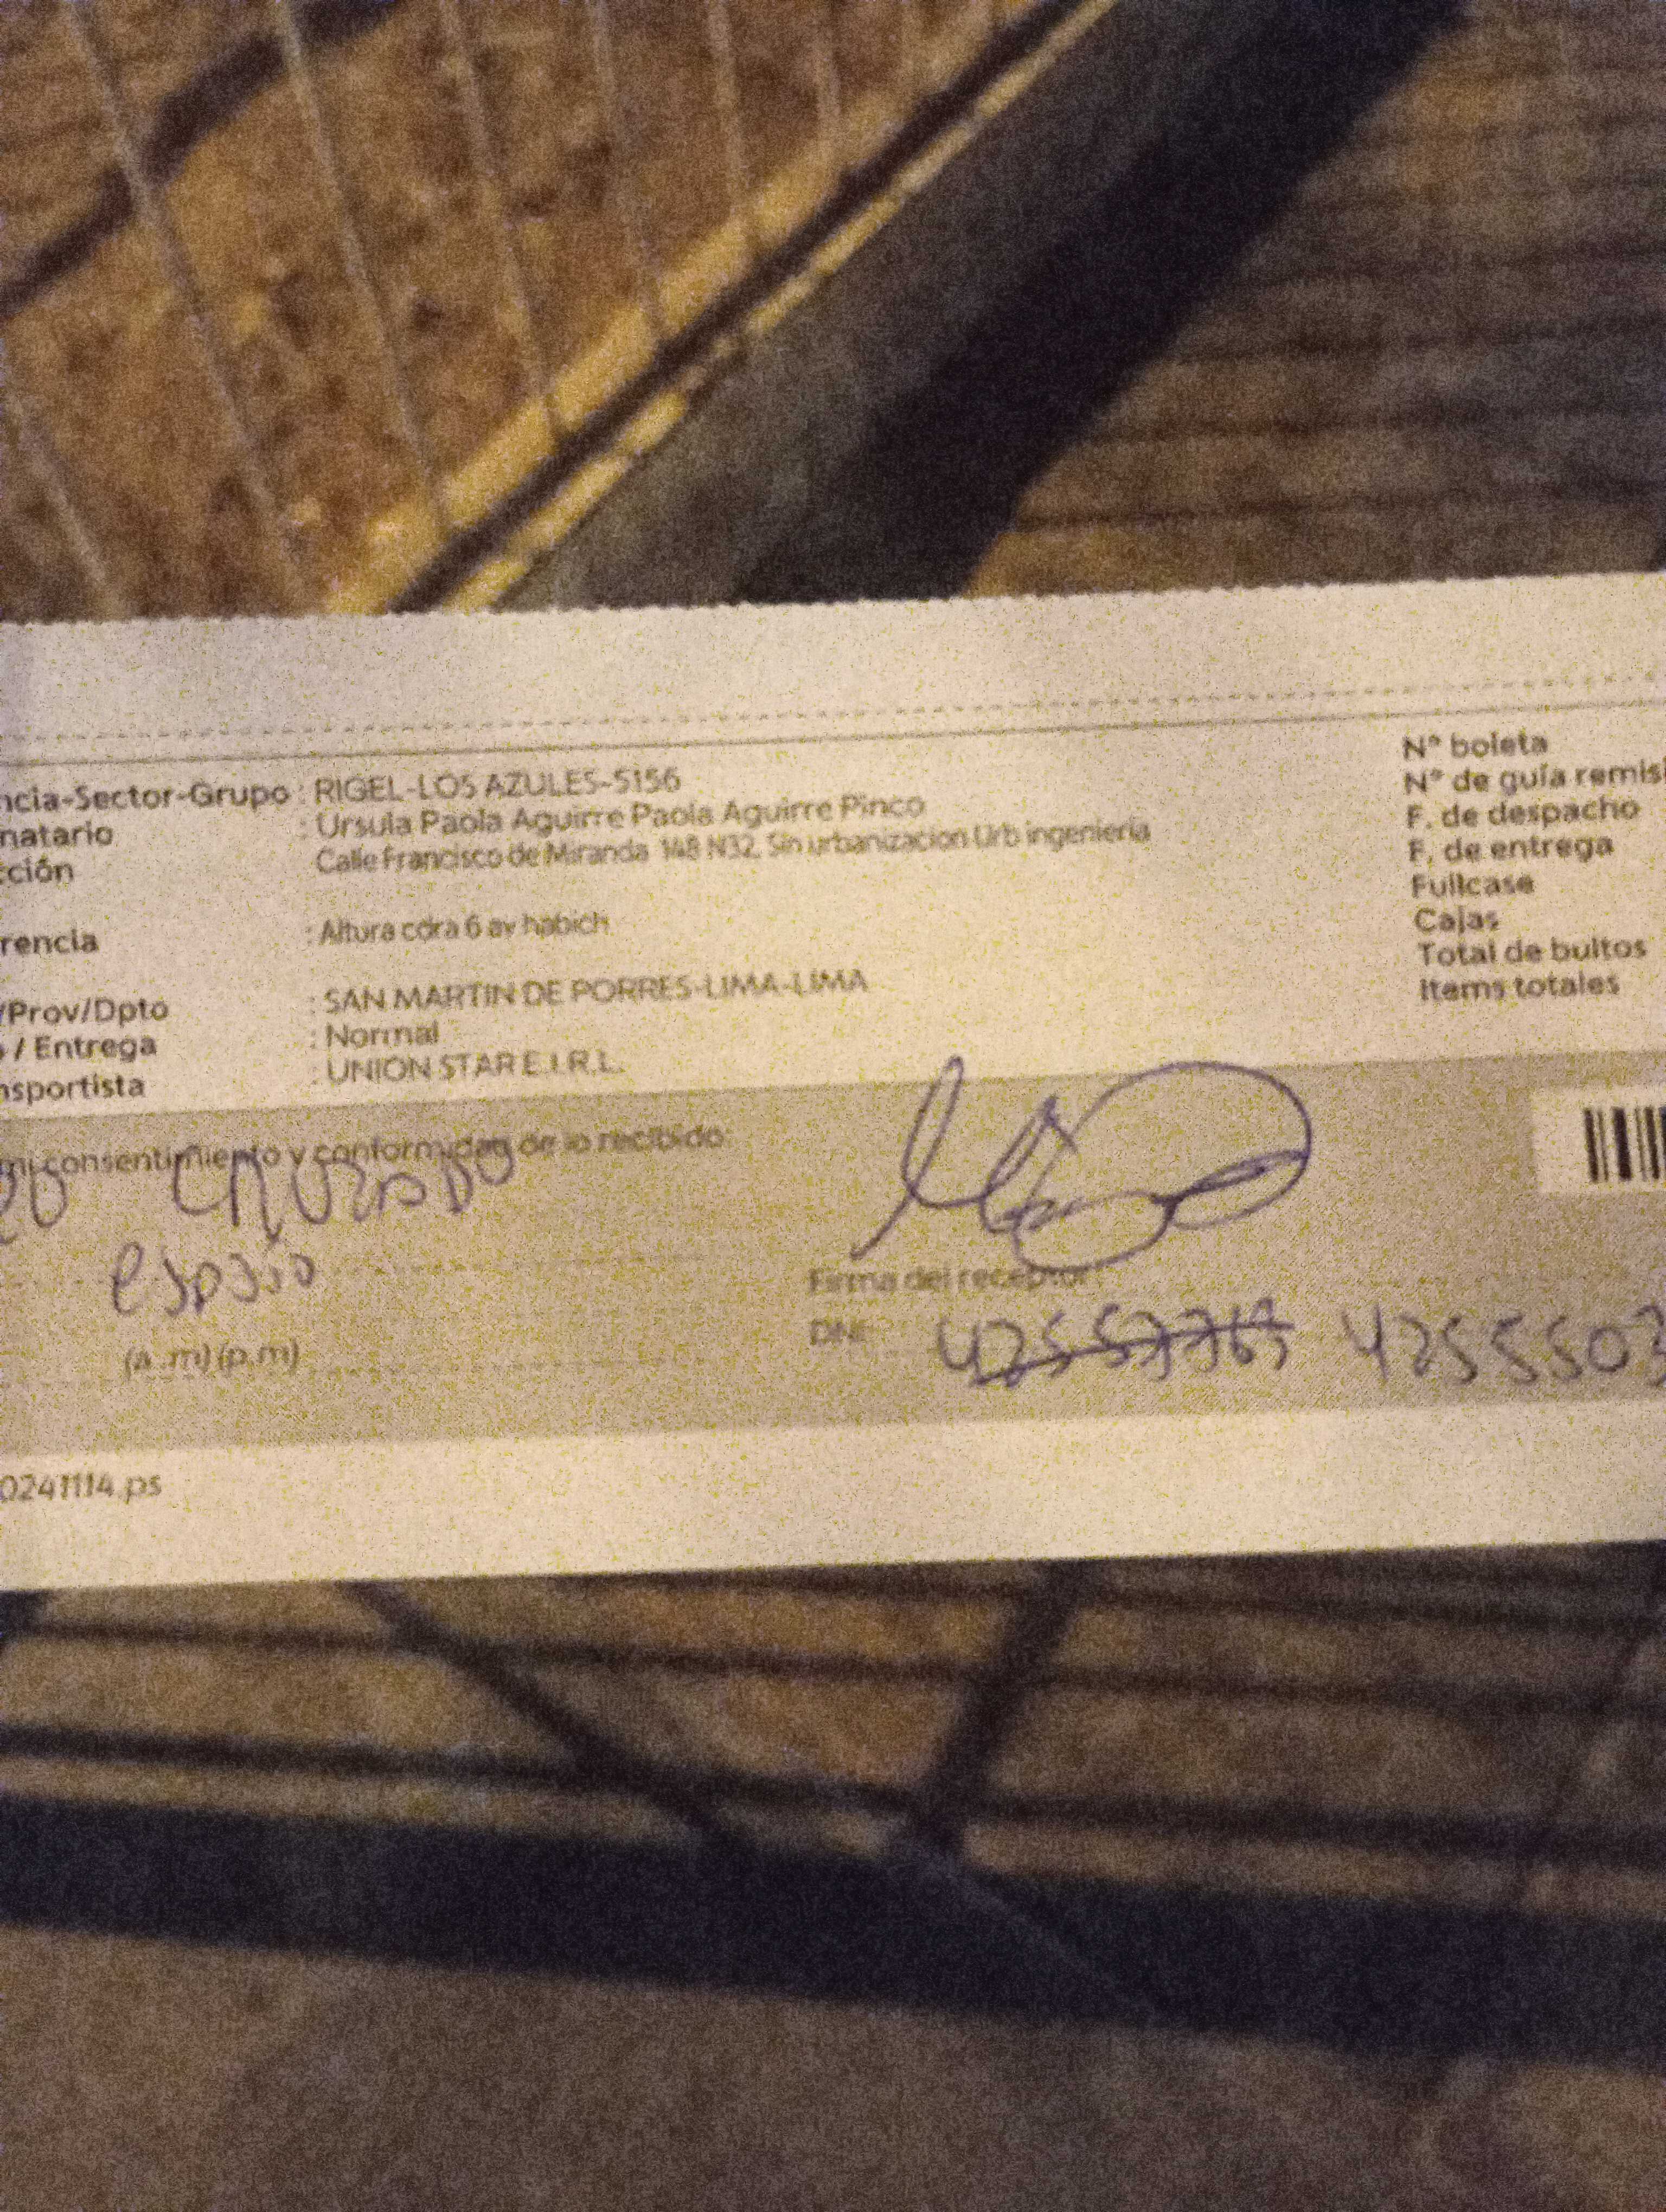 ncia-Sector-Grupo : RIGEL-LOS AZULES-5156
natario : Ursula Paola Aguirre Paola Aguirre Pinco
cción Calle Francisco de Miranda 148 N32, Sin urbanizacion Urb ingenieria
rencia : Altura cdra 6 av habich
/Prov/Dpto : SAN MARTIN DE PORRES-LIMA-LIMA
/ Entrega : Normal
nsportista : UNION STAR E.I.R.L.
N° boleta
N° de guía remisi
F. de despacho
F. de entrega
Fullcase
Cajas
Total de bultos
Items totales
mi consentimiento y conformidad de lo recibido:
esposo
Firma del receptor
(a.m) (p.m)
DNI: 4255503
0241114.ps